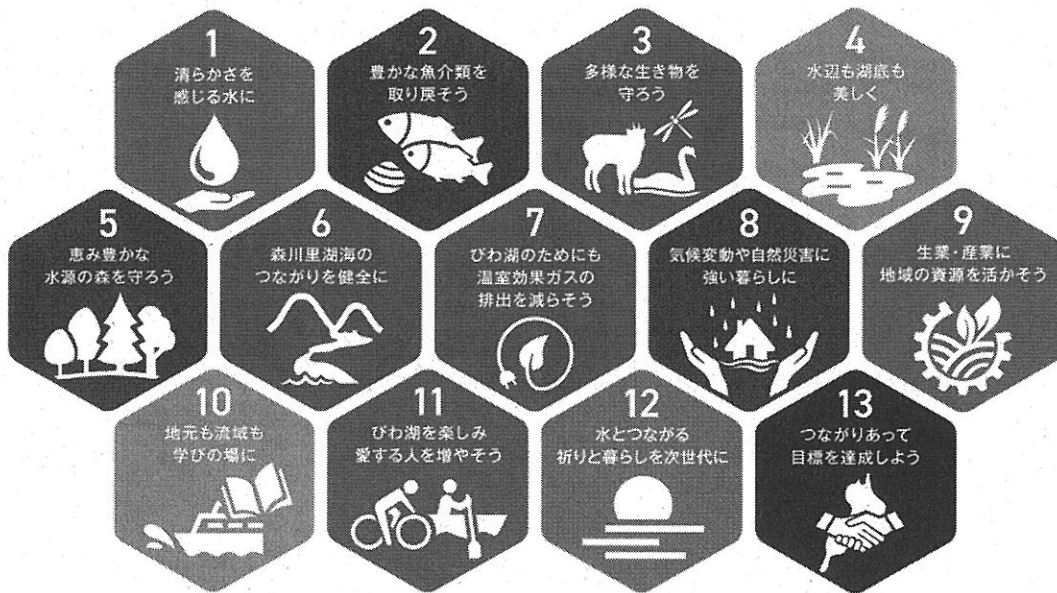 1
清らかさを
感じる水に
2
豊かな魚介類を
取り戻そう
3
多様な生き物を
守ろう
4
水辺も湖底も
美しく
5
恵み豊かな
水源の森を守ろう
6
森川里湖海の
つながりを健全に
7
びわ湖のためにも
温室効果ガスの
排出を減らそう
8
気候変動や自然災害に
強い暮らしに
9
生業・産業に
地域の資源を活かそう
10
地元も流域も
学びの場に
11
びわ湖を楽しみ
愛する人を増やそう
12
水とつながる
祈りと暮らしを次世代に
13
つながりあって
目標を達成しよう